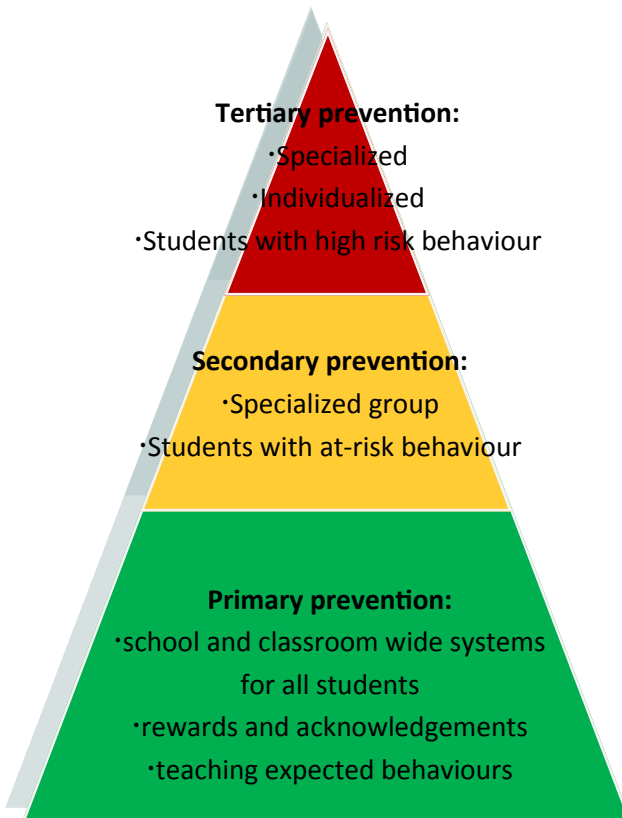 Tertiary prevention:
·Specialized
·Individualized
·Students with high risk behaviour
Secondary prevention:
·Specialized group
·Students with at-risk behaviour
Primary prevention:
·school and classroom wide systems
for all students
·rewards and acknowledgements
·teaching expected behaviours